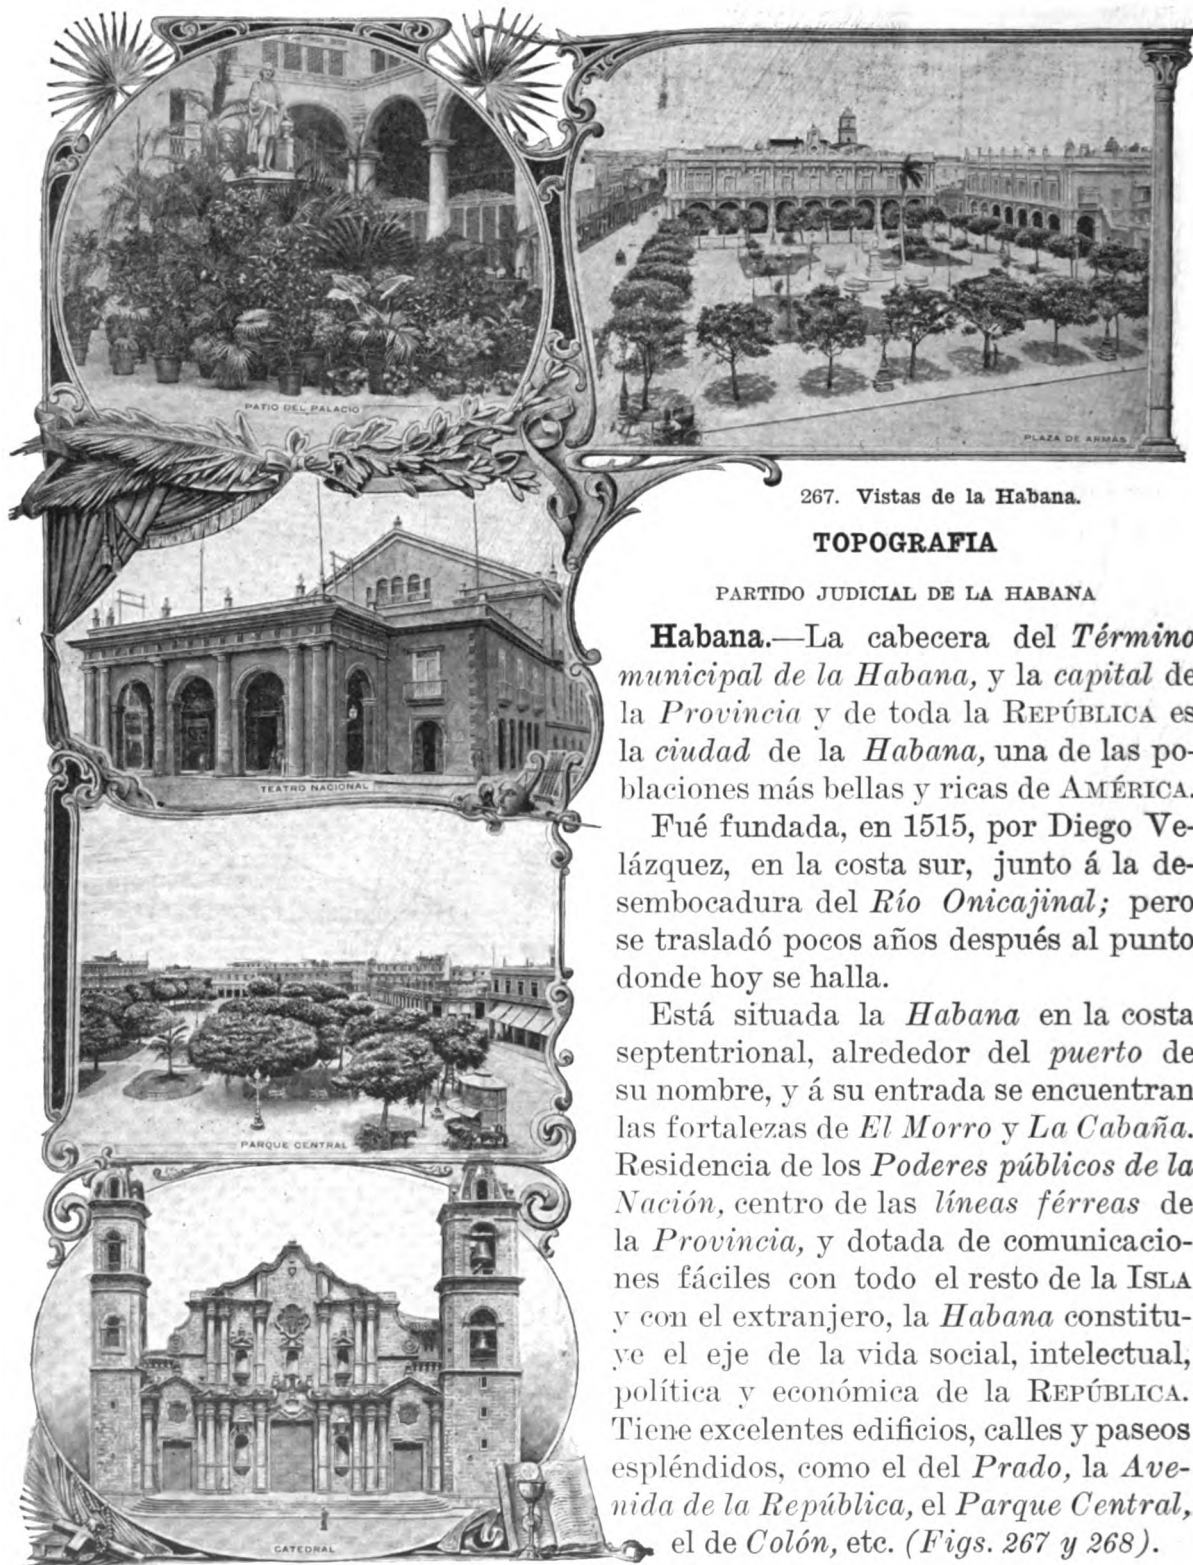 PATIO DEL PALACIO
PLAZA DE ARMAS
267. Vistas de la Habana.
TOPOGRAFIA
PARTIDO JUDICIAL DE LA HABANA
Habana.—La cabecera del Término
municipal de la Habana, y la capital de
la Provincia y de toda la REPÚBLICA es
la ciudad de la Habana, una de las po-
blaciones más bellas y ricas de AMÉRICA.
Fué fundada, en 1515, por Diego Ve-
lázquez, en la costa sur, junto á la de-
sembocadura del Río Onicajinal; pero
se trasladó pocos años después al punto
donde hoy se halla.
Está situada la Habana en la costa
septentrional, alrededor del puerto de
su nombre, y á su entrada se encuentran
las fortalezas de El Morro y La Cabaña.
Residencia de los Poderes públicos de la
Nación, centro de las líneas férreas de
la Provincia, y dotada de comunicacio-
nes fáciles con todo el resto de la ISLA
y con el extranjero, la Habana constitu-
ye el eje de la vida social, intelectual,
política y económica de la REPÚBLICA.
Tiene excelentes edificios, calles y paseos
espléndidos, como el del Prado, la Ave-
nida de la República, el Parque Central,
el de Colón, etc. (Figs. 267 y 268).
TEATRO NACIONAL
PARQUE CENTRAL
CATEDRAL